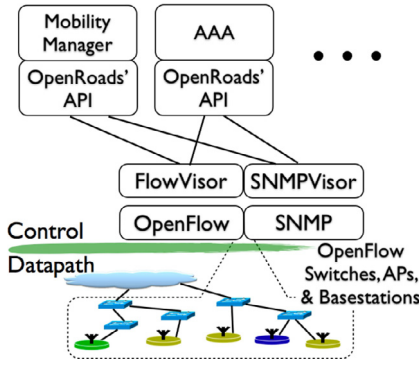 Mobility
Manager
AAA
OpenRoads'
API
OpenRoads'
API
FlowVisor
SNMPVisor
OpenFlow
SNMP
Control
Datapath
OpenFlow
Switches, APs,
& Basestations